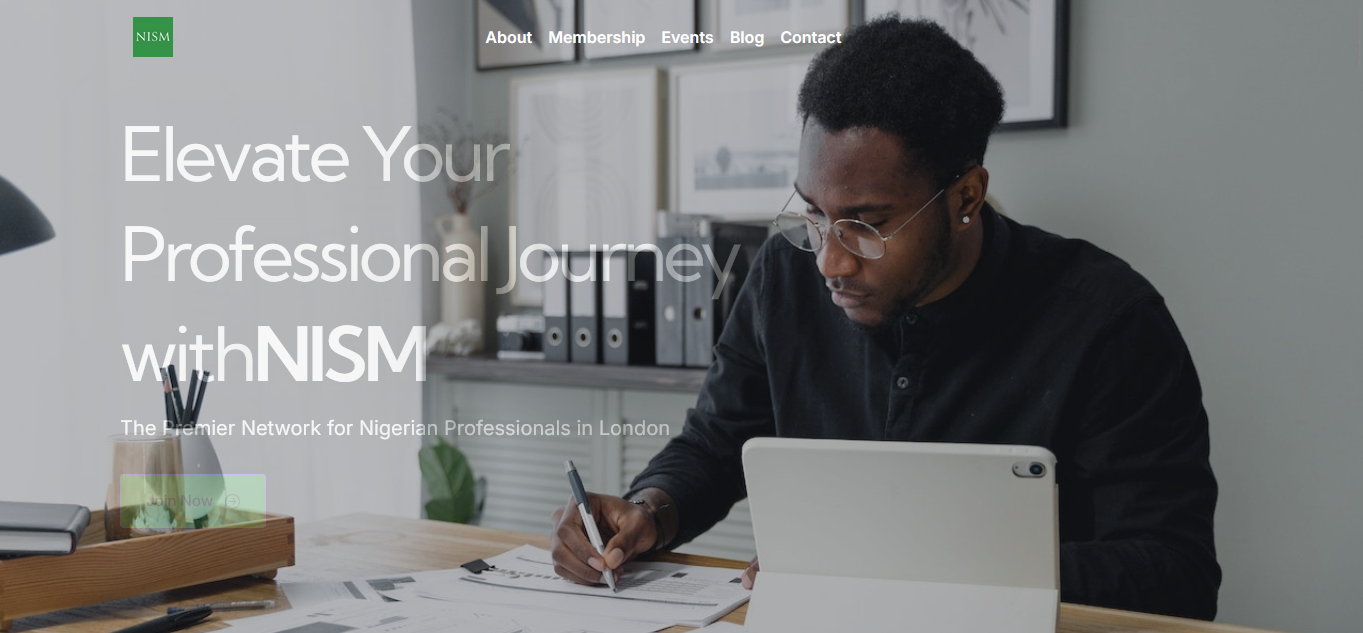 NISM
About Membership Events Blog Contact
Elevate Your
Professional Journey
withNISM
The Premier Network for Nigerian Professionals in London
Join Now